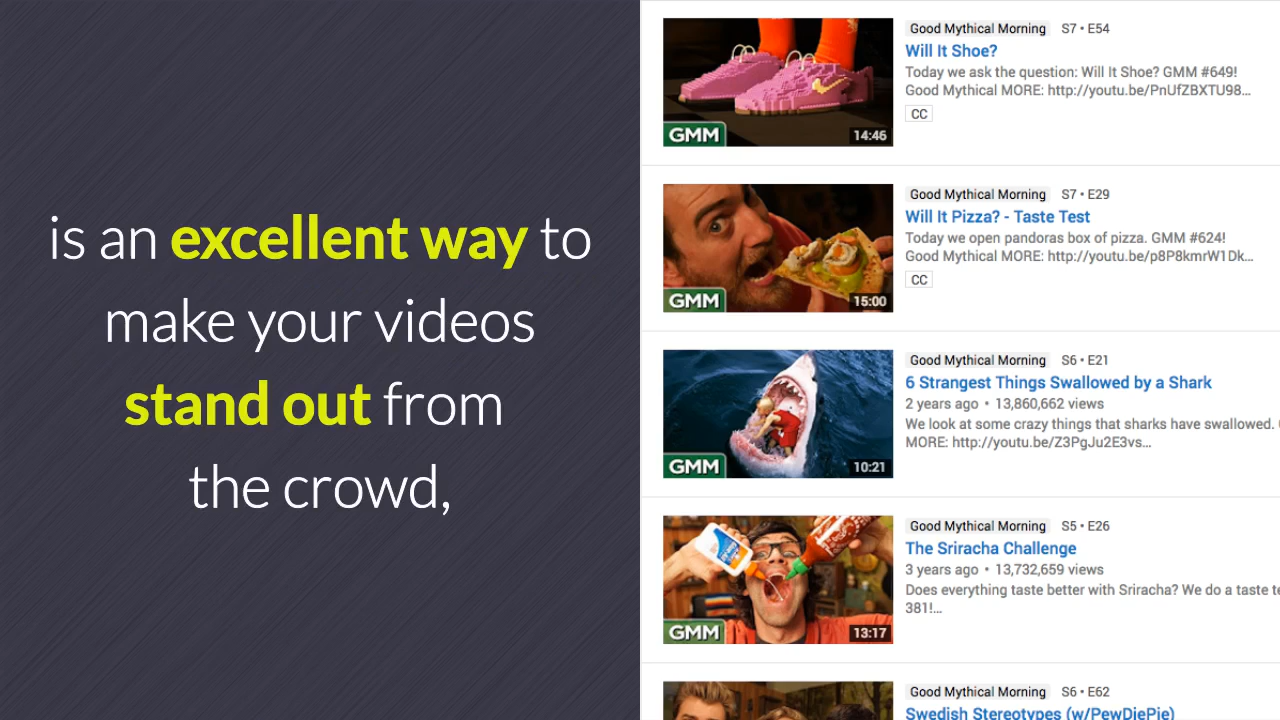 is an excellent way to
make your videos
stand out from
the crowd,
GMM
14:46
Good Mythical Morning S7 • E54
Will It Shoe?
Today we ask the question: Will It Shoe? GMM #649!
Good Mythical MORE: http://youtu.be/PnUfZBXTU98...
CC
GMM
15:00
Good Mythical Morning S7 • E29
Will It Pizza? - Taste Test
Today we open pandoras box of pizza. GMM #624!
Good Mythical MORE: http://youtu.be/p8P8kmrW1Dk...
CC
GMM
10:21
Good Mythical Morning S6 • E21
6 Strangest Things Swallowed by a Shark
2 years ago • 13,860,662 views
We look at some crazy things that sharks have swallowed.
MORE: http://youtu.be/Z3PgJu2E3vs...
GMM
13:17
Good Mythical Morning S5 • E26
The Sriracha Challenge
3 years ago • 13,732,659 views
Does everything taste better with Sriracha? We do a taste te
381!...
Good Mythical Morning S6 • E62
Swedish Stereotypes (w/PewDiePie)